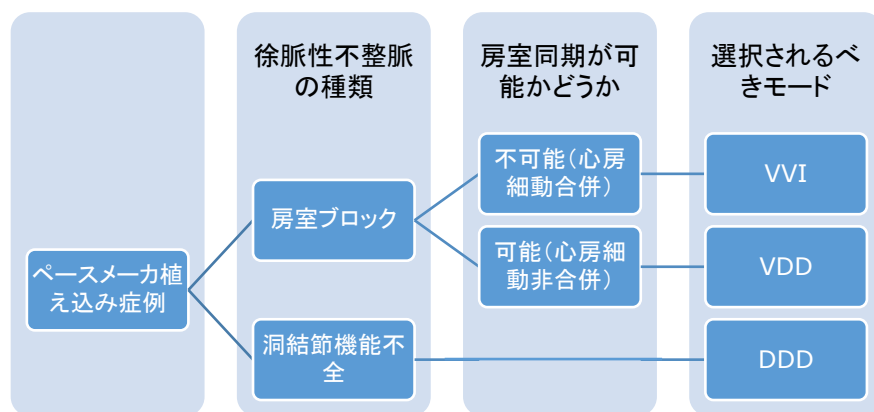 徐脈性不整脈
の種類
房室同期が可
能かどうか
選択されるべ
きモード
ペースメーカ植
え込み症例
房室ブロック
洞結節機能不
全
不可能（心房
細動合併）
可能（心房細
動非合併）
VVI
VDD
DDD